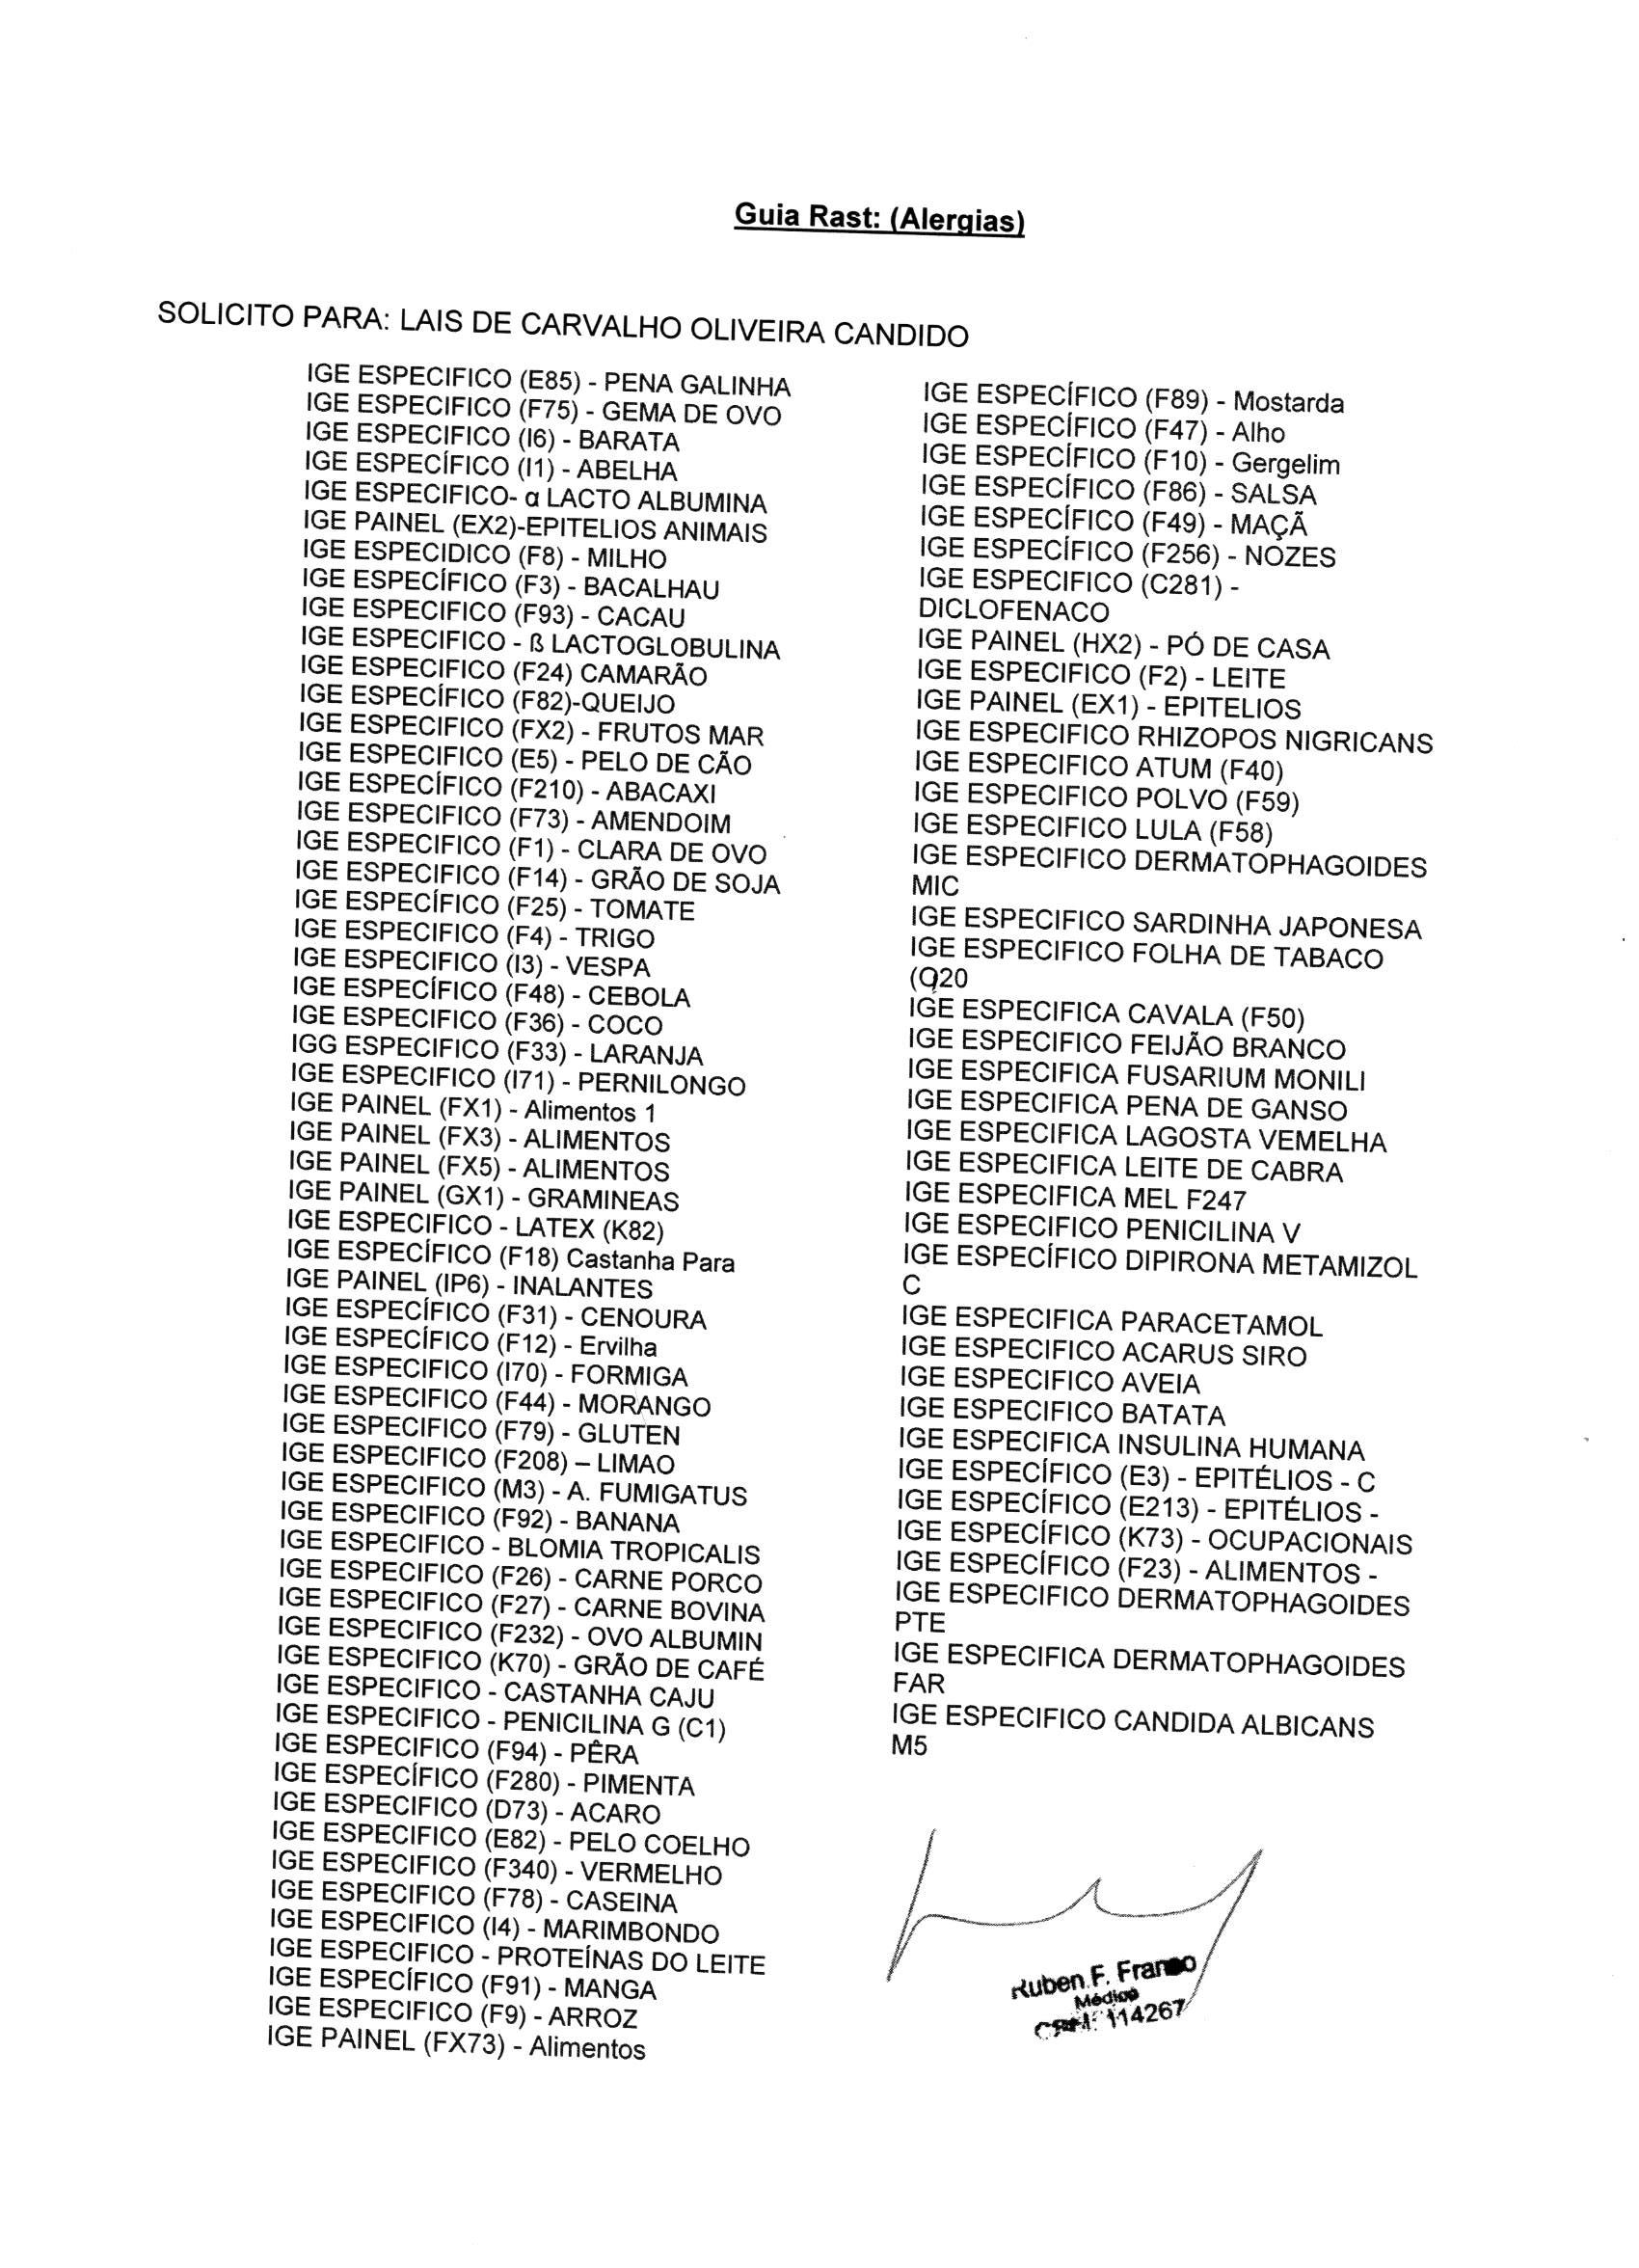 Guia Rast: (Alergias)
SOLICITO PARA: LAIS DE CARVALHO OLIVEIRA CANDIDO
IGE ESPECIFICO (E85) - PENA GALINHA
IGE ESPECIFICO (F75) - GEMA DE OVO
IGE ESPECIFICO (I6) - BARATA
IGE ESPECÍFICO (I1) - ABELHA
IGE ESPECIFICO- α LACTO ALBUMINA
IGE PAINEL (EX2)-EPITELIOS ANIMAIS
IGE ESPECIDICO (F8) - MILHO
IGE ESPECÍFICO (F3) - BACALHAU
IGE ESPECIFICO (F93) - CACAU
IGE ESPECIFICO - ß LACTOGLOBULINA
IGE ESPECIFICO (F24) CAMARÃO
IGE ESPECÍFICO (F82)-QUEIJO
IGE ESPECIFICO (FX2) - FRUTOS MAR
IGE ESPECIFICO (E5) - PELO DE CÃO
IGE ESPECÍFICO (F210) - ABACAXI
IGE ESPECIFICO (F73) - AMENDOIM
IGE ESPECIFICO (F1) - CLARA DE OVO
IGE ESPECIFICO (F14) - GRÃO DE SOJA
IGE ESPECÍFICO (F25) - TOMATE
IGE ESPECIFICO (F4) - TRIGO
IGE ESPECIFICO (I3) - VESPA
IGE ESPECÍFICO (F48) - CEBOLA
IGE ESPECIFICO (F36) - COCO
IGG ESPECIFICO (F33) - LARANJA
IGE ESPECIFICO (I71) - PERNILONGO
IGE PAINEL (FX1) - Alimentos 1
IGE PAINEL (FX3) - ALIMENTOS
IGE PAINEL (FX5) - ALIMENTOS
IGE PAINEL (GX1) - GRAMINEAS
IGE ESPECIFICO - LATEX (K82)
IGE ESPECÍFICO (F18) Castanha Para
IGE PAINEL (IP6) - INALANTES
IGE ESPECÍFICO (F31) - CENOURA
IGE ESPECÍFICO (F12) - Ervilha
IGE ESPECIFICO (I70) - FORMIGA
IGE ESPECIFICO (F44) - MORANGO
IGE ESPECIFICO (F79) - GLUTEN
IGE ESPECIFICO (F208) – LIMAO
IGE ESPECIFICO (M3) - A. FUMIGATUS
IGE ESPECIFICO (F92) - BANANA
IGE ESPECIFICO - BLOMIA TROPICALIS
IGE ESPECIFICO (F26) - CARNE PORCO
IGE ESPECIFICO (F27) - CARNE BOVINA
IGE ESPECIFICO (F232) - OVO ALBUMIN
IGE ESPECIFICO (K70) - GRÃO DE CAFÉ
IGE ESPECIFICO - CASTANHA CAJU
IGE ESPECIFICO - PENICILINA G (C1)
IGE ESPECIFICO (F94) - PÊRA
IGE ESPECÍFICO (F280) - PIMENTA
IGE ESPECIFICO (D73) - ACARO
IGE ESPECIFICO (E82) - PELO COELHO
IGE ESPECIFICO (F340) - VERMELHO
IGE ESPECIFICO (F78) - CASEINA
IGE ESPECIFICO (I4) - MARIMBONDO
IGE ESPECIFICO - PROTEÍNAS DO LEITE
IGE ESPECÍFICO (F91) - MANGA
IGE ESPECIFICO (F9) - ARROZ
IGE PAINEL (FX73) - Alimentos
IGE ESPECÍFICO (F89) - Mostarda
IGE ESPECÍFICO (F47) - Alho
IGE ESPECÍFICO (F10) - Gergelim
IGE ESPECÍFICO (F86) - SALSA
IGE ESPECÍFICO (F49) - MAÇÃ
IGE ESPECÍFICO (F256) - NOZES
IGE ESPECIFICO (C281) -
DICLOFENACO
IGE PAINEL (HX2) - PÓ DE CASA
IGE ESPECIFICO (F2) - LEITE
IGE PAINEL (EX1) - EPITELIOS
IGE ESPECIFICO RHIZOPOS NIGRICANS
IGE ESPECIFICO ATUM (F40)
IGE ESPECIFICO POLVO (F59)
IGE ESPECIFICO LULA (F58)
IGE ESPECIFICO DERMATOPHAGOIDES
MIC
IGE ESPECIFICO SARDINHA JAPONESA
IGE ESPECIFICO FOLHA DE TABACO
(Q20
IGE ESPECIFICA CAVALA (F50)
IGE ESPECIFICO FEIJÃO BRANCO
IGE ESPECIFICA FUSARIUM MONILI
IGE ESPECIFICA PENA DE GANSO
IGE ESPECIFICA LAGOSTA VEMELHA
IGE ESPECIFICA LEITE DE CABRA
IGE ESPECIFICA MEL F247
IGE ESPECIFICO PENICILINA V
IGE ESPECÍFICO DIPIRONA METAMIZOL
C
IGE ESPECIFICA PARACETAMOL
IGE ESPECIFICO ACARUS SIRO
IGE ESPECIFICO AVEIA
IGE ESPECIFICO BATATA
IGE ESPECIFICA INSULINA HUMANA
IGE ESPECÍFICO (E3) - EPITÉLIOS - C
IGE ESPECÍFICO (E213) - EPITÉLIOS -
IGE ESPECÍFICO (K73) - OCUPACIONAIS
IGE ESPECÍFICO (F23) - ALIMENTOS -
IGE ESPECIFICO DERMATOPHAGOIDES
PTE
IGE ESPECIFICA DERMATOPHAGOIDES
FAR
IGE ESPECIFICO CANDIDA ALBICANS
M5
Ruben F. Franco
Médico
CRM: 114267